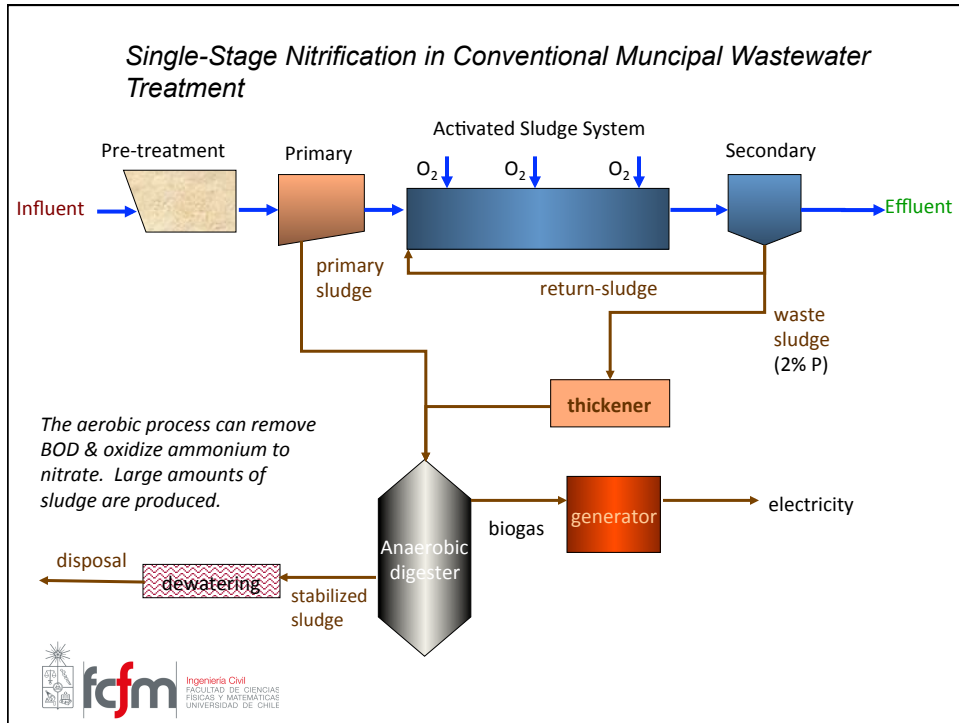 Single-Stage Nitrification in Conventional Muncipal Wastewater
Treatment
Activated Sludge System
Pre-treatment
Primary
O2
O2
O2
Secondary
Influent
Effluent
primary
sludge
return-sludge
waste
sludge
(2% P)
thickener
The aerobic process can remove
BOD & oxidize ammonium to
nitrate. Large amounts of
sludge are produced.
biogas
generator
electricity
Anaerobic
digester
disposal
dewatering
stabilized
sludge
fcfm
Ingeniería Civil
FACULTAD DE CIENCIAS
FÍSICAS Y MATEMÁTICAS
UNIVERSIDAD DE CHILE